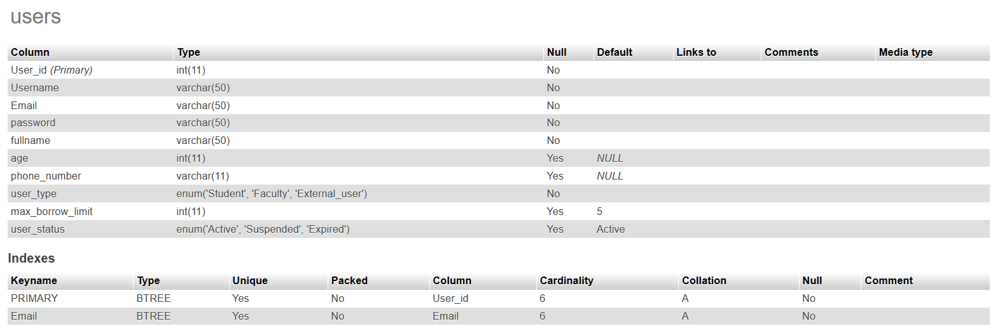 users
Column Type Null Default Links to Comments Media type
User_id (Primary) int(11) No
Username varchar(50) No
Email varchar(50) No
password varchar(50) No
fullname varchar(50) No
age int(11) Yes NULL
phone_number varchar(11) Yes NULL
user_type enum('Student', 'Faculty', 'External_user') No
max_borrow_limit int(11) Yes 5
user_status enum('Active', 'Suspended', 'Expired') Yes Active
Indexes
Keyname Type Unique Packed Column Cardinality Collation Null Comment
PRIMARY BTREE Yes No User_id 6 A No
Email BTREE Yes No Email 6 A No